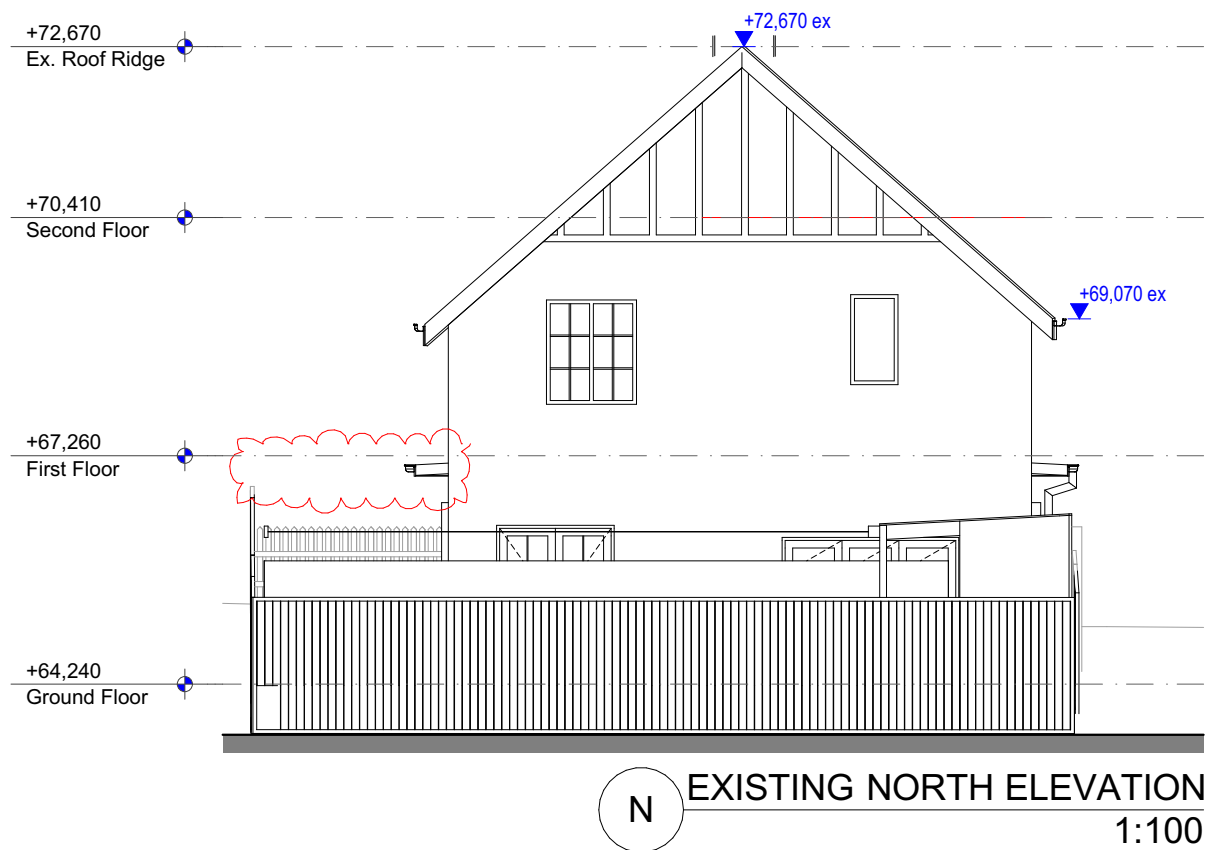 +72,670
Ex. Roof Ridge
+72,670 ex
+70,410
Second Floor
+69,070 ex
+67,260
First Floor
+64,240
Ground Floor
N
EXISTING NORTH ELEVATION
1:100